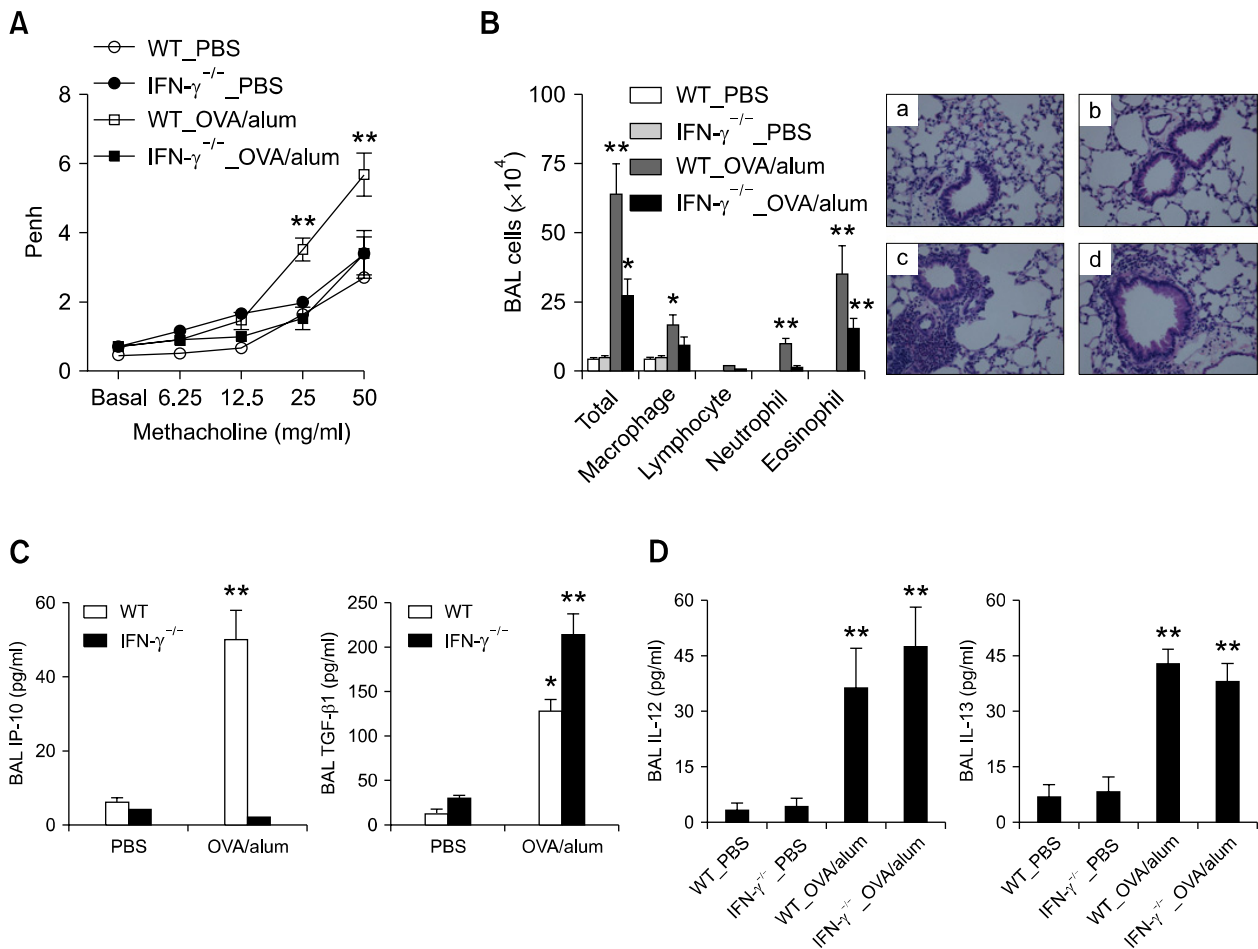 A
WT_PBS
IFN-γ⁻/⁻_PBS
WT_OVA/alum
IFN-γ⁻/⁻_OVA/alum
8
6
4
2
0
Penh
**
**
Basal 6.25 12.5 25 50
Methacholine (mg/ml)
B
WT_PBS
IFN-γ⁻/⁻_PBS
WT_OVA/alum
IFN-γ⁻/⁻_OVA/alum
100
75
50
25
0
BAL cells (×10⁴)
**
*
*
**
**
**
Total
Macrophage
Lymphocyte
Neutrophil
Eosinophil
a
b
c
d
C
WT
IFN-γ⁻/⁻
60
40
20
0
BAL IP-10 (pg/ml)
**
PBS OVA/alum
WT
IFN-γ⁻/⁻
250
200
150
100
50
0
BAL TGF-β1 (pg/ml)
*
**
PBS OVA/alum
D
60
45
30
15
0
BAL IL-12 (pg/ml)
**
**
WT_PBS
IFN-γ⁻/⁻_PBS
WT_OVA/alum
IFN-γ⁻/⁻_OVA/alum
60
45
30
15
0
BAL IL-13 (pg/ml)
**
**
WT_PBS
IFN-γ⁻/⁻_PBS
WT_OVA/alum
IFN-γ⁻/⁻_OVA/alum